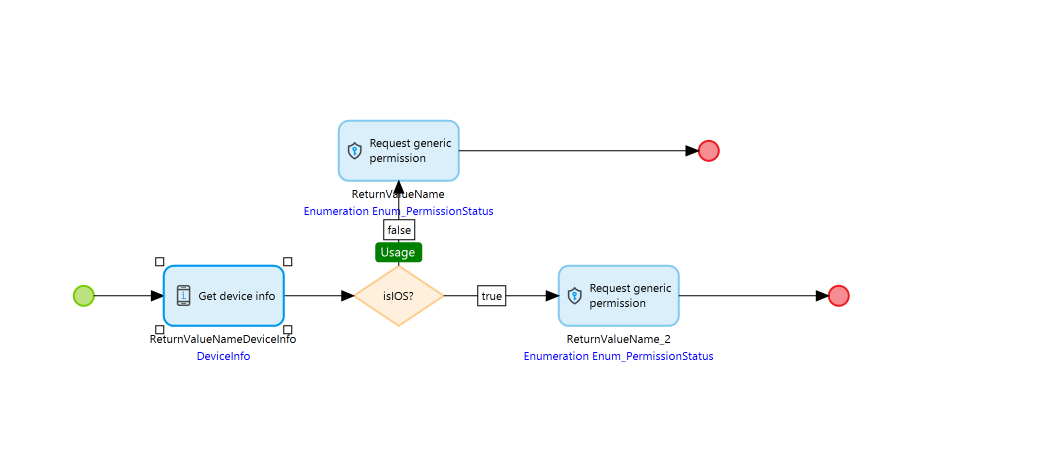 Request generic
permission
ReturnValueName
Enumeration Enum_PermissionStatus
false
Usage
Get device info
isIOS?
true
Request generic
permission
ReturnValueNameDeviceInfo
DeviceInfo
ReturnValueName_2
Enumeration Enum_PermissionStatus